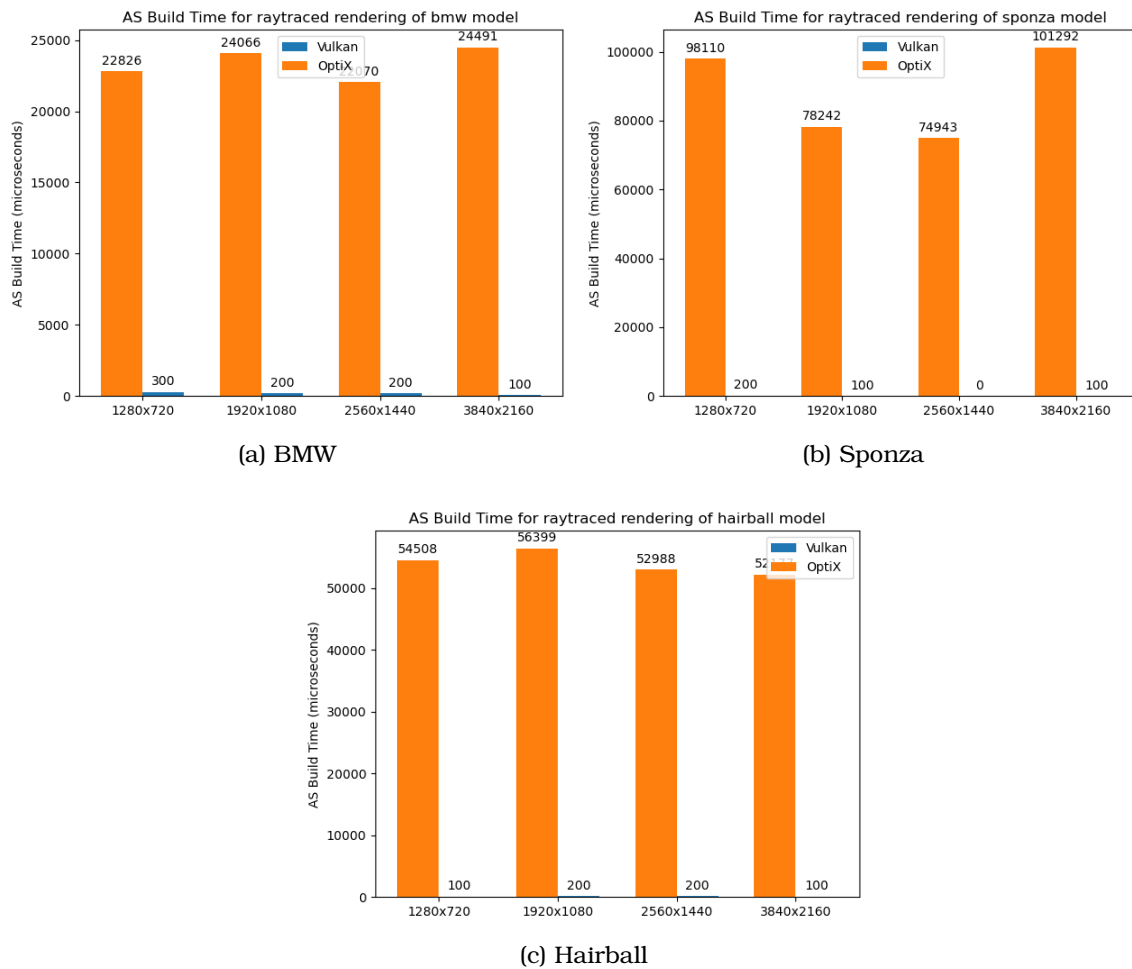 AS Build Time for raytraced rendering of bmw model
AS Build Time (microseconds)
25000
20000
15000
10000
5000
0
22826
24066
22070
24491
300
200
200
100
Vulkan
OptiX
1280x720
1920x1080
2560x1440
3840x2160
(a) BMW
AS Build Time for raytraced rendering of sponza model
AS Build Time (microseconds)
100000
80000
60000
40000
20000
0
98110
78242
74943
101292
200
100
0
100
Vulkan
OptiX
1280x720
1920x1080
2560x1440
3840x2160
(b) Sponza
AS Build Time for raytraced rendering of hairball model
AS Build Time (microseconds)
50000
40000
30000
20000
10000
0
54508
56399
52988
100
200
200
100
Vulkan
OptiX
1280x720
1920x1080
2560x1440
3840x2160
(c) Hairball